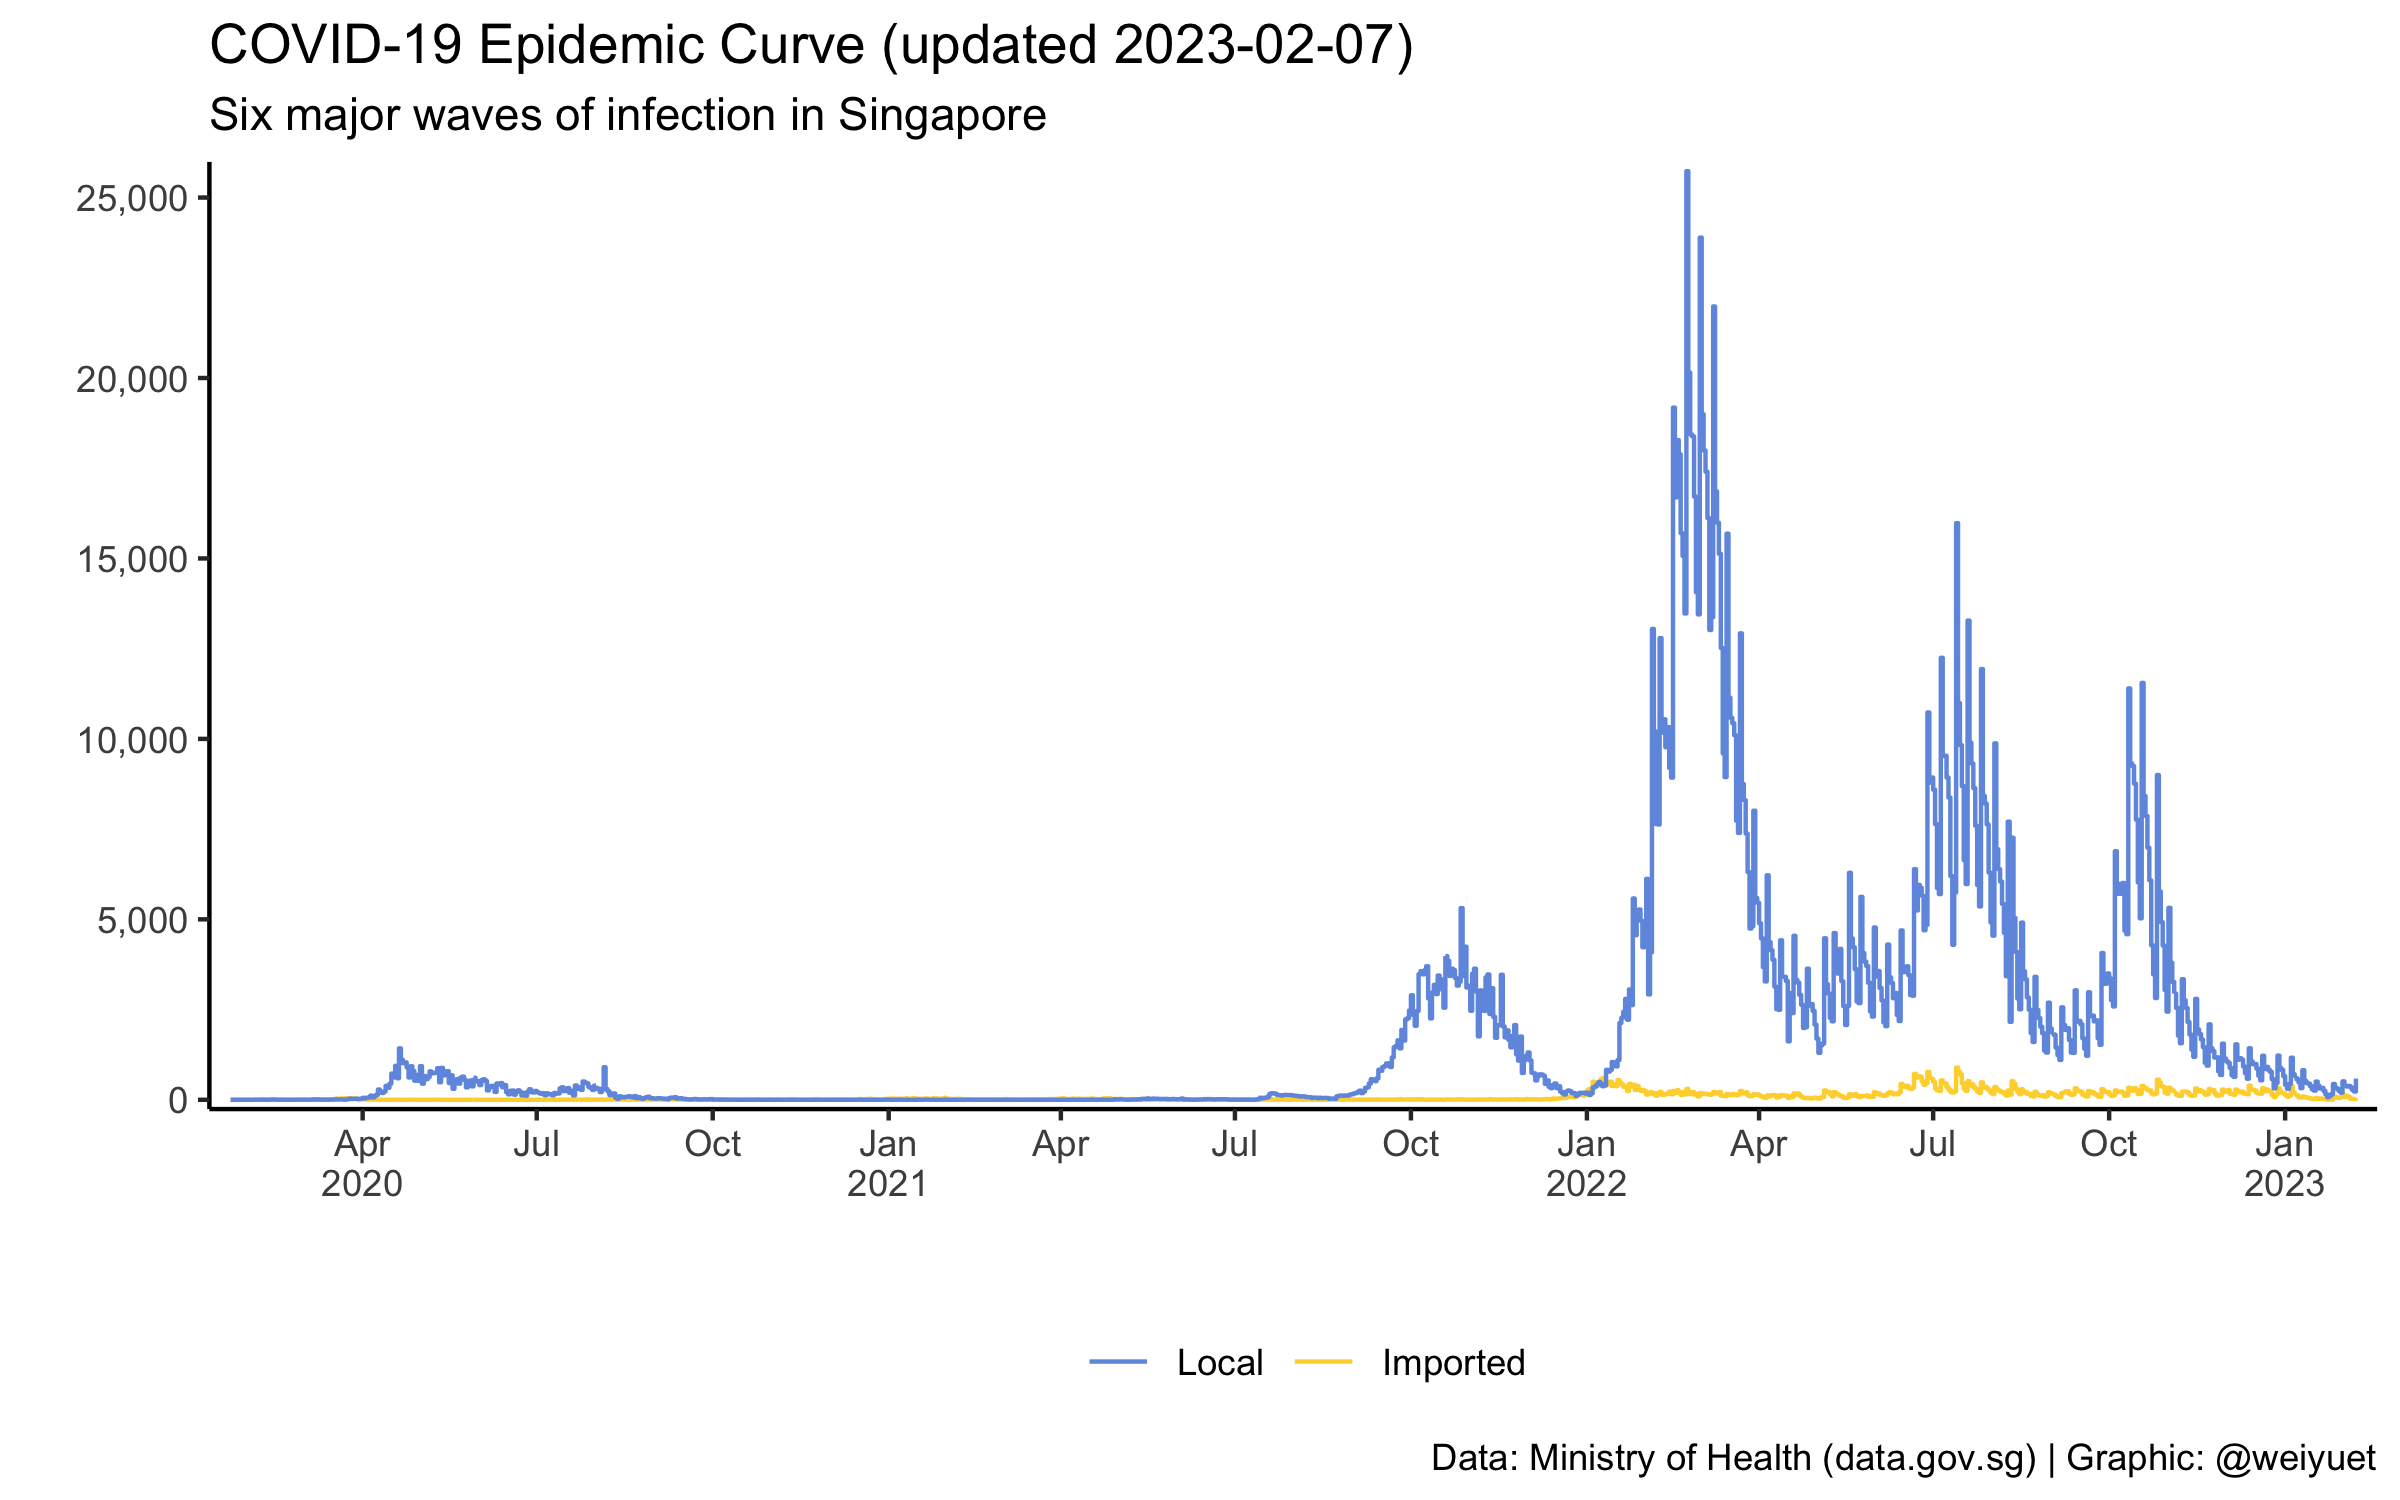 COVID-19 Epidemic Curve (updated 2023-02-07)
Six major waves of infection in Singapore
25,000
20,000
15,000
10,000
5,000
0
Apr Jul Oct Jan Apr Jul Oct Jan Apr Jul Oct Jan
2020 2021 2022 2023
Local Imported
Data: Ministry of Health (data.gov.sg) | Graphic: @weiyuet